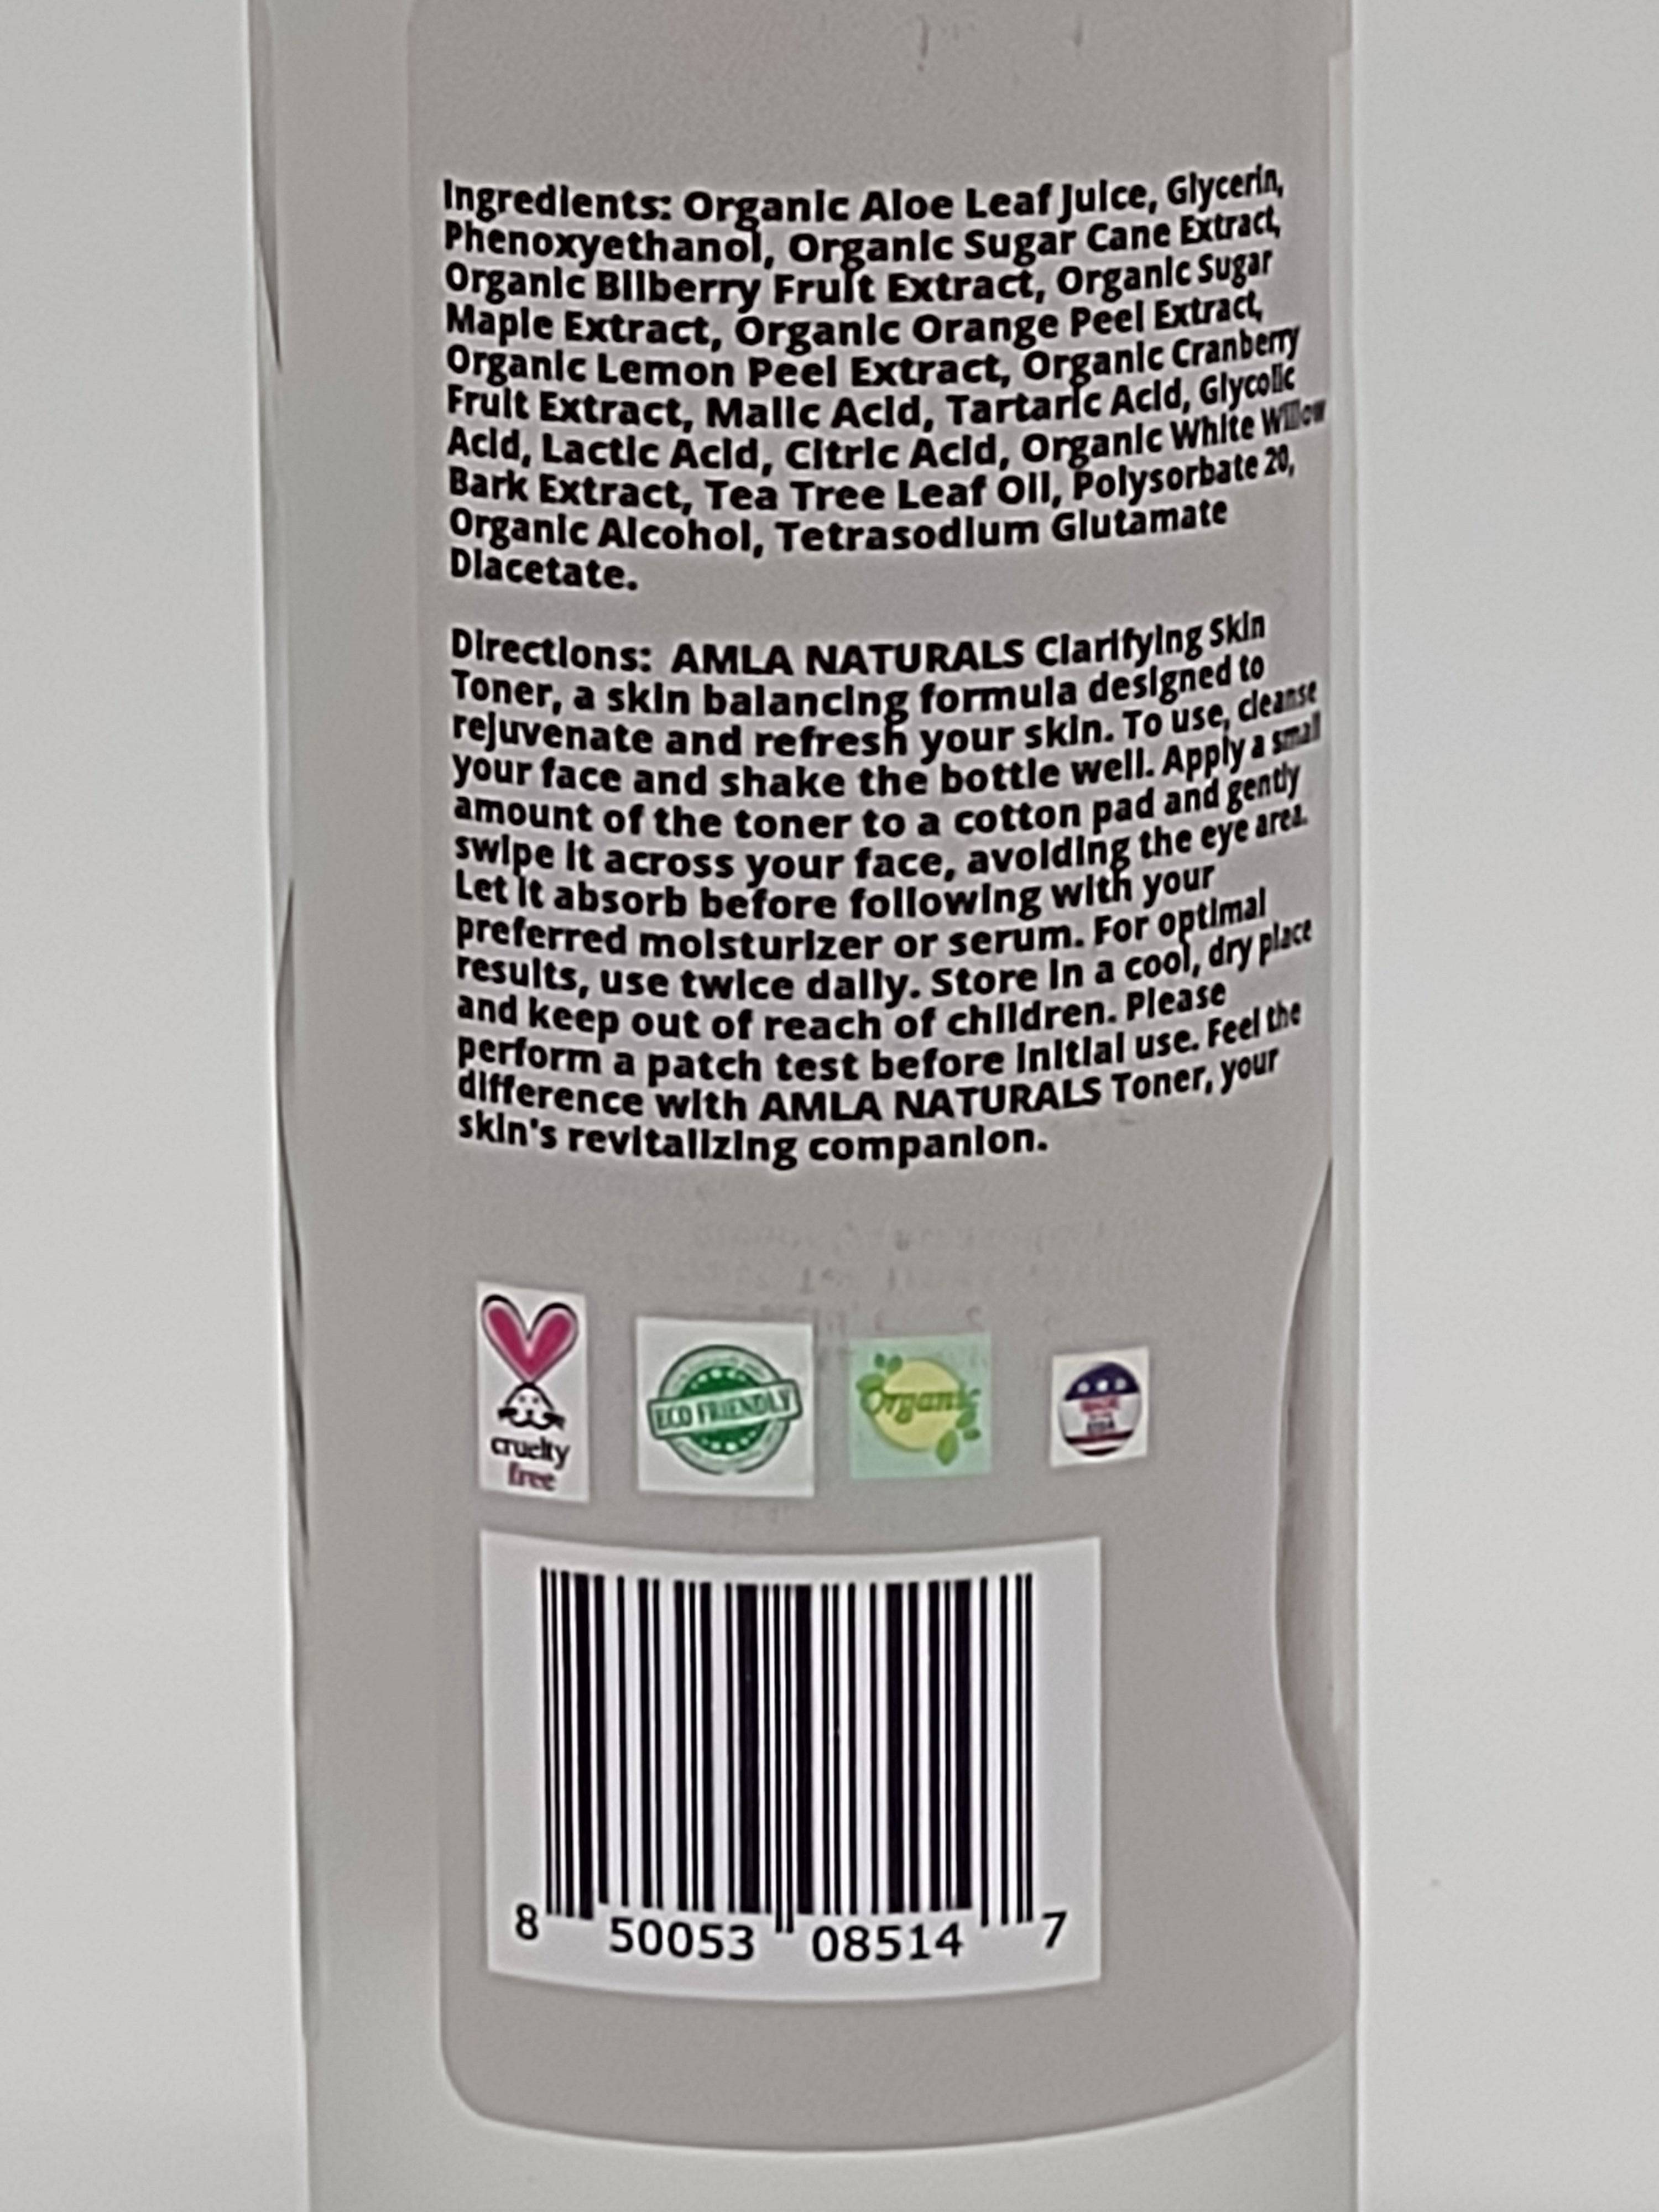 Ingredients: Organic Aloe Leaf Juice, Glycerin,
Phenoxyethanol, Organic Sugar Cane Extract,
Organic Bilberry Fruit Extract, Organic Sugar
Maple Extract, Organic Orange Peel Extract,
Organic Lemon Peel Extract, Organic Cranberry
Fruit Extract, Malic Acid, Tartaric Acid, Glycolic
Acid, Lactic Acid, Citric Acid, Organic White Willow
Bark Extract, Tea Tree Leaf Oil, Polysorbate 20,
Organic Alcohol, Tetrasodium Glutamate
Diacetate.
Directions: AMLA NATURALS Clarifying Skin
Toner, a skin balancing formula designed to
rejuvenate and refresh your skin. To use, cleanse
your face and shake the bottle well. Apply a small
amount of the toner to a cotton pad and gently
swipe it across your face, avoiding the eye area.
Let it absorb before following with your
preferred moisturizer or serum. For optimal
results, use twice daily. Store in a cool, dry place
and keep out of reach of children. Please
perform a patch test before initial use. Feel the
difference with AMLA NATURALS Toner, your
skin's revitalizing companion.
cruelty
free
ECO FRIENDLY
Organic
MADE
USA
8 50053 08514 7